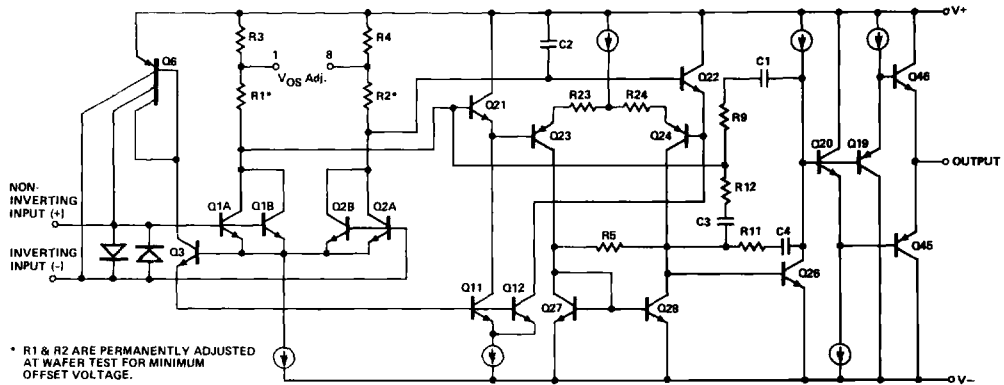 V+
R3
R4
1
8
VOS Adj.
C2
Q6
Q22
C1
Q46
R1*
R2*
Q21
R23
R24
R9
Q23
Q24
Q20
Q19
OUTPUT
NON-
INVERTING
INPUT (+)
Q1A
Q1B
Q2B
Q2A
R12
C3
C4
INVERTING
INPUT (-)
Q3
R5
R11
Q45
Q26
Q11
Q12
Q27
Q28
* R1 & R2 ARE PERMANENTLY ADJUSTED
AT WAFER TEST FOR MINIMUM
OFFSET VOLTAGE.
V-